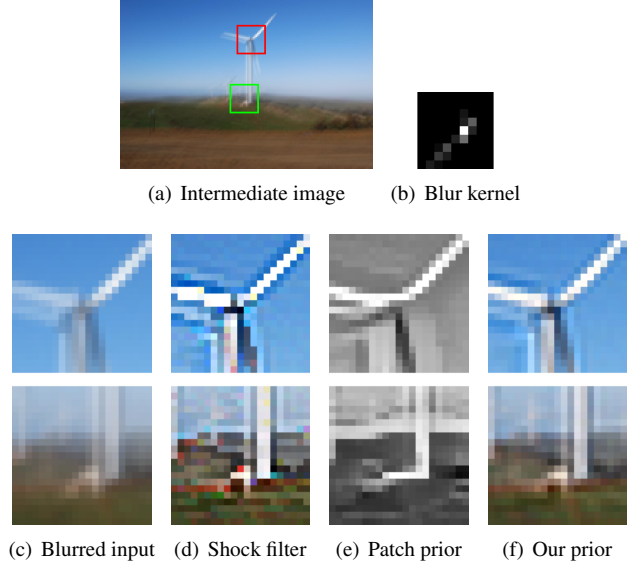 (a) Intermediate image
(b) Blur kernel
(c) Blurred input
(d) Shock filter
(e) Patch prior
(f) Our prior